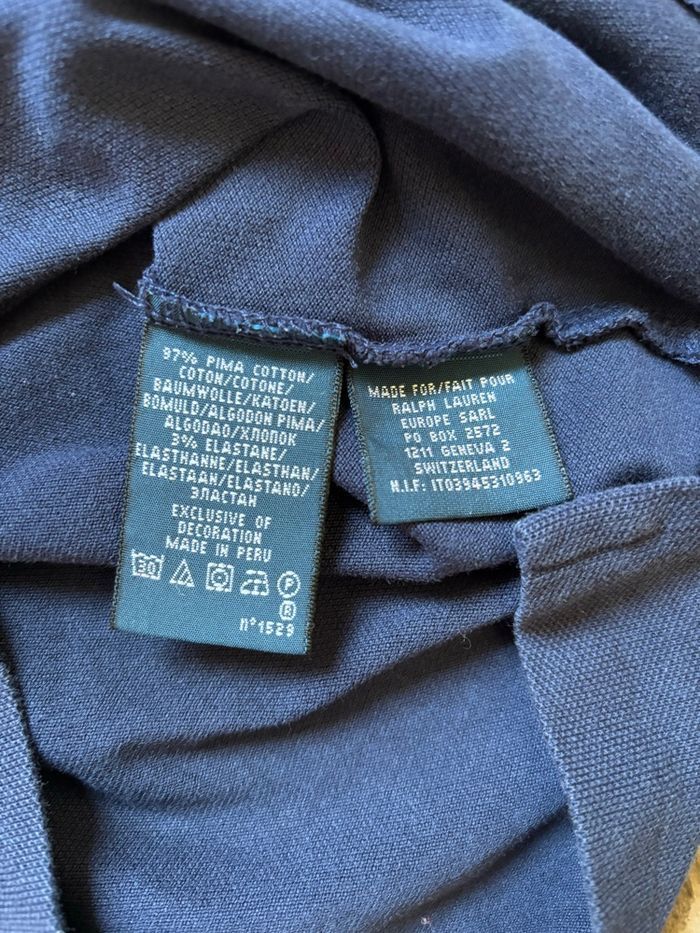 97% PIMA COTTON/
COTON/COTONE/
BAUMWOLLE/KATOEN/
BOMULD/ALGODON PIMA/
ALGODAO/ХЛОПОК
3% ELASTANE/
ELASTHANNE/ELASTHAN/
ELASTAAN/ELASTANO/
ЭЛАСТАН
EXCLUSIVE OF
DECORATION
MADE IN PERU
30 P
R
n°1529
MADE FOR/FAIT POUR
RALPH LAUREN
EUROPE SARL
PO BOX 2572
1211 GENEVA 2
SWITZERLAND
N.I.F: IT03945310963